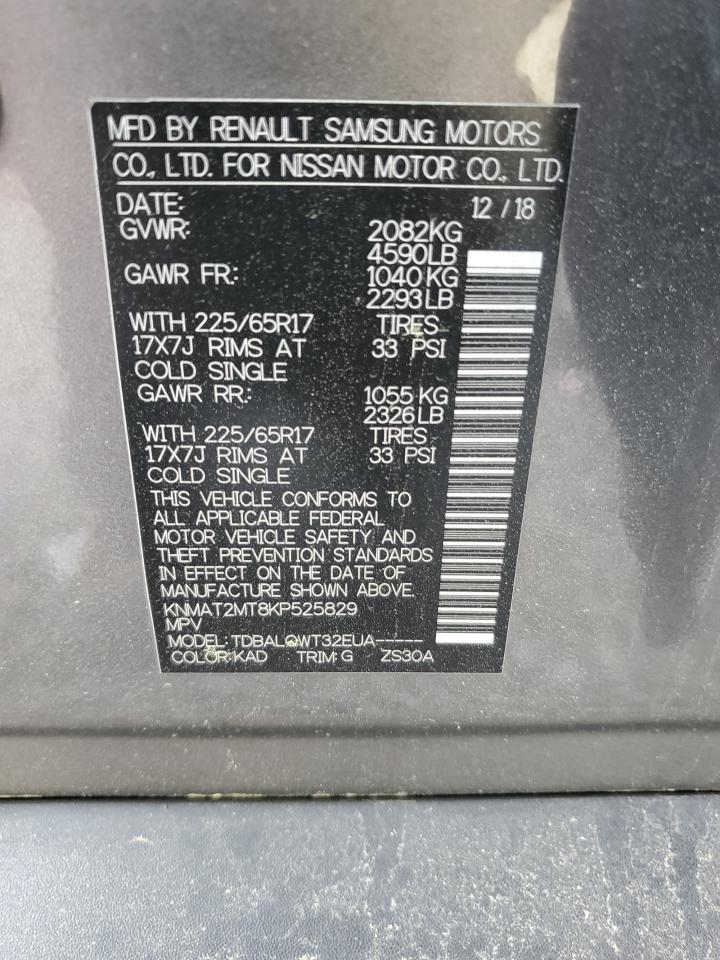 MFD BY RENAULT SAMSUNG MOTORS
CO., LTD. FOR NISSAN MOTOR CO., LTD.
DATE: 12 / 18
GVWR: 2082KG
4590LB
GAWR FR.: 1040 KG
2293 LB
WITH 225/65R17 TIRES
17X7J RIMS AT 33 PSI
COLD SINGLE
GAWR RR.: 1055 KG
2326 LB
WITH 225/65R17 TIRES
17X7J RIMS AT 33 PSI
COLD SINGLE
THIS VEHICLE CONFORMS TO
ALL APPLICABLE FEDERAL
MOTOR VEHICLE SAFETY AND
THEFT PREVENTION STANDARDS
IN EFFECT ON THE DATE OF
MANUFACTURE SHOWN ABOVE.
KNMAT2MT8KP525829
MPV
MODEL: TDBALQWT32EUA-----
COLOR:KAD TRIM: G ZS30A